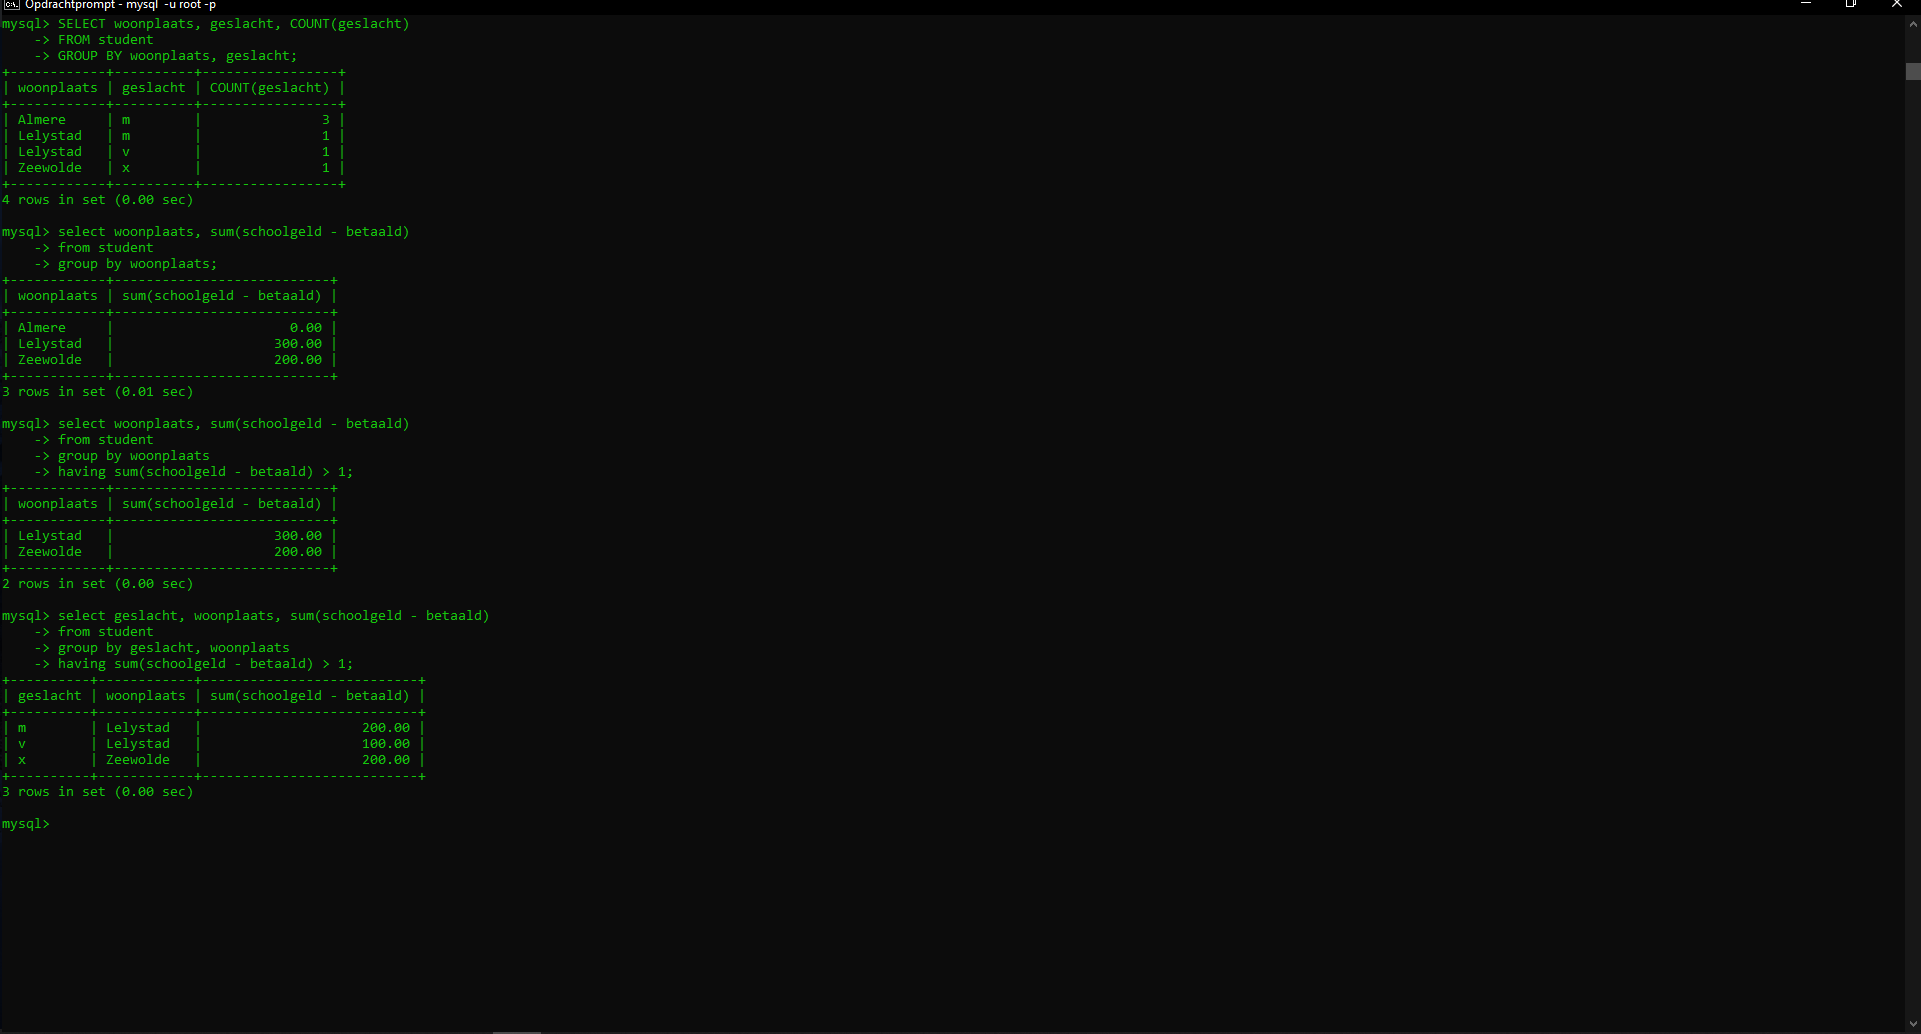 Opdrachtprompt - mysql -u root -p
mysql> SELECT woonplaats, geslacht, COUNT(geslacht)
    -> FROM student
    -> GROUP BY woonplaats, geslacht;
+------------+----------+-----------------+
| woonplaats | geslacht | COUNT(geslacht) |
+------------+----------+-----------------+
| Almere     | m        |               3 |
| Lelystad   | m        |               1 |
| Lelystad   | v        |               1 |
| Zeewolde   | x        |               1 |
+------------+----------+-----------------+
4 rows in set (0.00 sec)

mysql> select woonplaats, sum(schoolgeld - betaald)
    -> from student
    -> group by woonplaats;
+------------+---------------------------+
| woonplaats | sum(schoolgeld - betaald) |
+------------+---------------------------+
| Almere     |                      0.00 |
| Lelystad   |                    300.00 |
| Zeewolde   |                    200.00 |
+------------+---------------------------+
3 rows in set (0.01 sec)

mysql> select woonplaats, sum(schoolgeld - betaald)
    -> from student
    -> group by woonplaats
    -> having sum(schoolgeld - betaald) > 1;
+------------+---------------------------+
| woonplaats | sum(schoolgeld - betaald) |
+------------+---------------------------+
| Lelystad   |                    300.00 |
| Zeewolde   |                    200.00 |
+------------+---------------------------+
2 rows in set (0.00 sec)

mysql> select geslacht, woonplaats, sum(schoolgeld - betaald)
    -> from student
    -> group by geslacht, woonplaats
    -> having sum(schoolgeld - betaald) > 1;
+----------+------------+---------------------------+
| geslacht | woonplaats | sum(schoolgeld - betaald) |
+----------+------------+---------------------------+
| m        | Lelystad   |                    200.00 |
| v        | Lelystad   |                    100.00 |
| x        | Zeewolde   |                    200.00 |
+----------+------------+---------------------------+
3 rows in set (0.00 sec)

mysql>